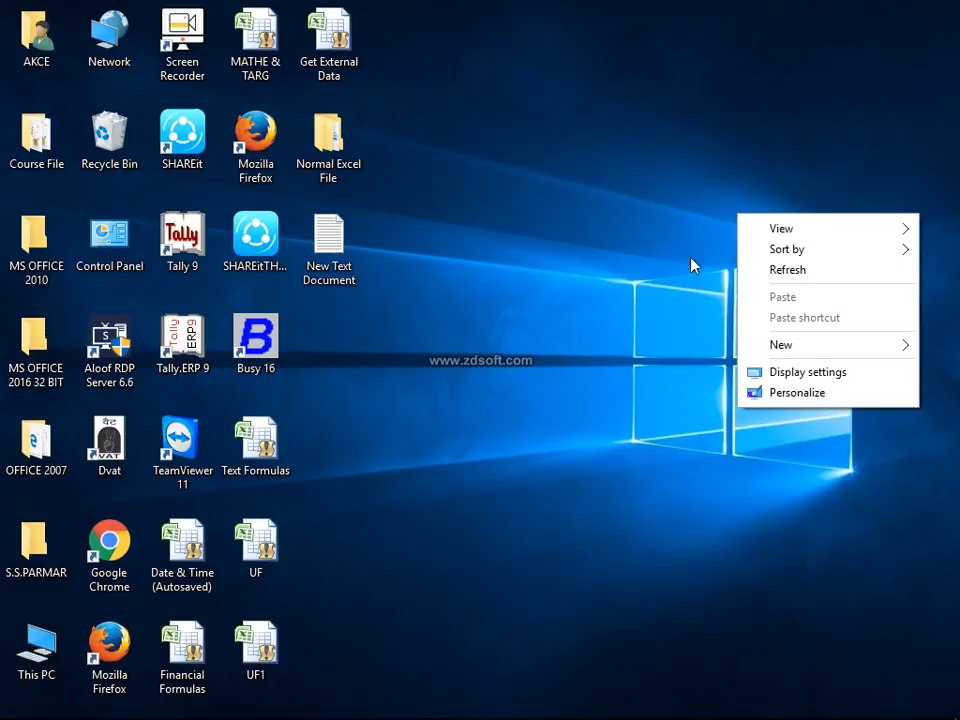 AKCE
Network
Screen
Recorder
MATHE &
TARG
Get External
Data
Course File
Recycle Bin
SHAREit
Mozilla
Firefox
Normal Excel
File
MS OFFICE
2010
Control Panel
Tally
Tally 9
SHAREitTH...
New Text
Document
MS OFFICE
2016 32 BIT
S
Aloof RDP
Server 6.6
Tally
ERP9
Tally.ERP 9
B
Busy 16
OFFICE 2007
वैट
VAT
Dvat
TeamViewer
11
Text Formulas
S.S.PARMAR
Google
Chrome
Date & Time
(Autosaved)
UF
This PC
Mozilla
Firefox
Financial
Formulas
UF1
www.zdsoft.com
View
Sort by
Refresh
Paste
Paste shortcut
New
Display settings
Personalize